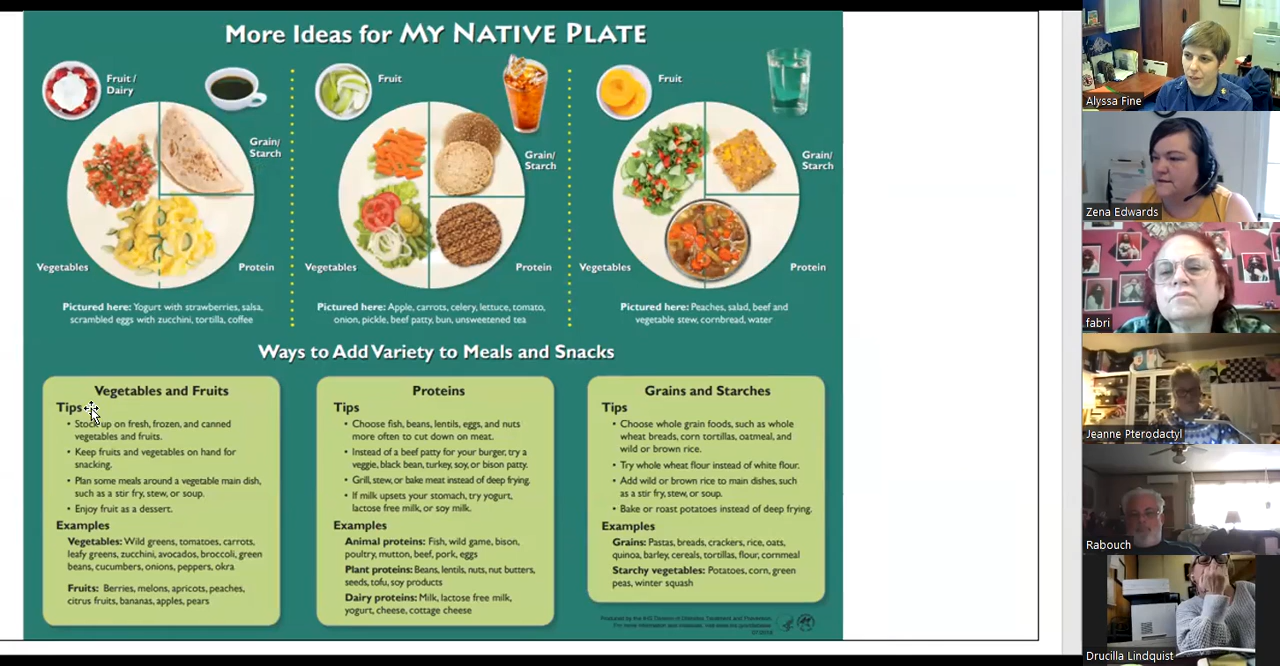 More Ideas for MY NATIVE PLATE
Fruit /
Dairy
Grain/
Starch
Vegetables
Protein
Pictured here: Yogurt with strawberries, salsa,
scrambled eggs with zucchini, tortilla, coffee
Fruit
Grain/
Starch
Vegetables
Protein
Pictured here: Apple, carrots, celery, lettuce, tomato,
onion, pickle, beef patty, bun, unsweetened tea
Fruit
Grain/
Starch
Vegetables
Protein
Pictured here: Peaches, salad, beef and
vegetable stew, cornbread, water
Ways to Add Variety to Meals and Snacks
Vegetables and Fruits
Tips
• Stock up on fresh, frozen, and canned
vegetables and fruits.
• Keep fruits and vegetables on hand for
snacking.
• Plan some meals around a vegetable main dish,
such as a stir fry, stew, or soup.
• Enjoy fruit as a dessert.
Examples
Vegetables: Wild greens, tomatoes, carrots,
leafy greens, zucchini, avocados, broccoli, green
beans, cucumbers, onions, peppers, okra
Fruits: Berries, melons, apricots, peaches,
citrus fruits, bananas, apples, pears
Proteins
Tips
• Choose fish, beans, lentils, eggs, and nuts
more often to cut down on meat.
• Instead of a beef patty for your burger, try a
veggie, black bean, turkey, soy, or bison patty.
• Grill, stew, or bake meat instead of deep frying.
• If milk upsets your stomach, try yogurt,
lactose free milk, or soy milk.
Examples
Animal proteins: Fish, wild game, bison,
poultry, mutton, beef, pork, eggs
Plant proteins: Beans, lentils, nuts, nut butters,
seeds, tofu, soy products
Dairy proteins: Milk, lactose free milk,
yogurt, cheese, cottage cheese
Grains and Starches
Tips
• Choose whole grain foods, such as whole
wheat breads, corn tortillas, oatmeal, and
wild or brown rice.
• Try whole wheat flour instead of white flour.
• Add wild or brown rice to main dishes, such
as a stir fry, stew, or soup.
• Bake or roast potatoes instead of deep frying.
Examples
Grains: Pastas, breads, crackers, rice, oats,
quinoa, barley, cereals, tortillas, flour, cornmeal
Starchy vegetables: Potatoes, corn, green
peas, winter squash
Produced by the IHS Division of Diabetes Treatment and Prevention.
Alyssa Fine
Zena Edwards
fabri
Jeanne Pterodactyl
Rabouch
Drucilla Lindquist